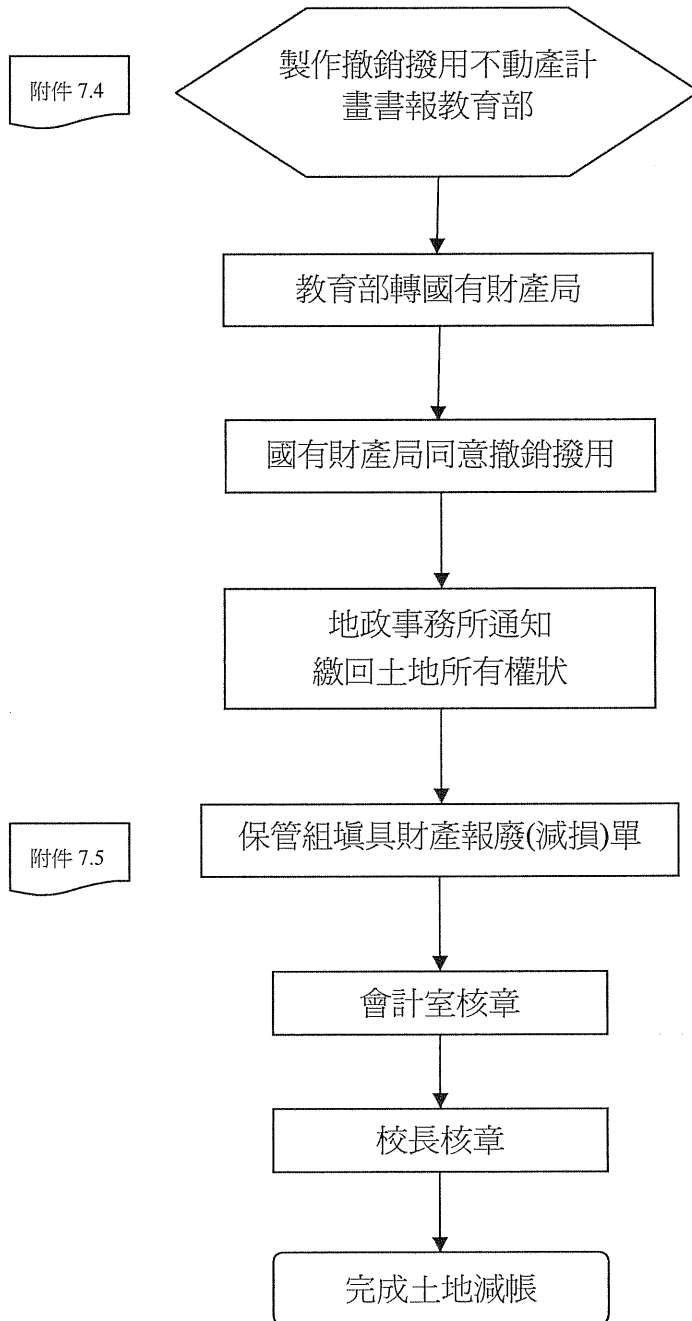 附件 7.4
製作撤銷撥用不動產計
畫書報教育部
教育部轉國有財產局
國有財產局同意撤銷撥用
地政事務所通知
繳回土地所有權狀
附件 7.5
保管組填具財產報廢(減損)單
會計室核章
校長核章
完成土地減帳